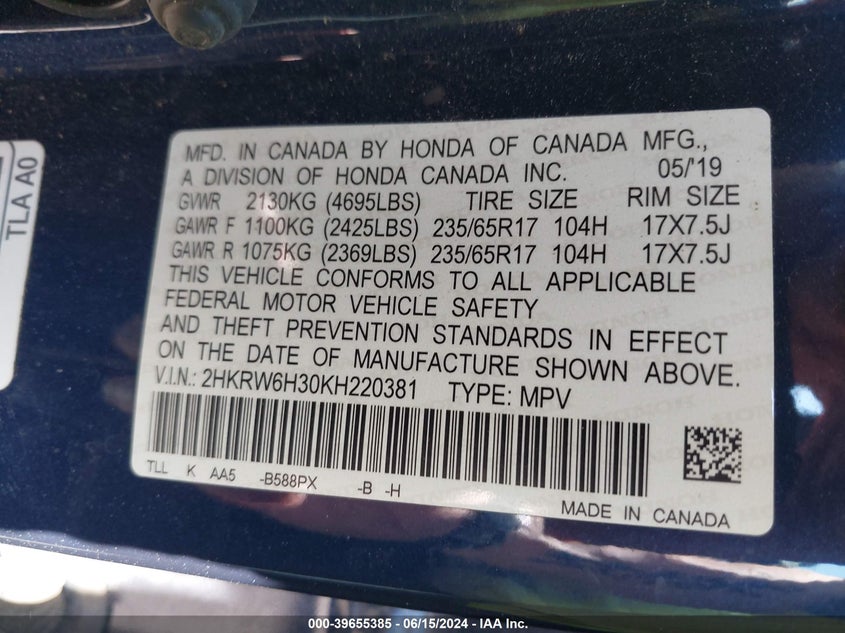 TLA A0
MFD. IN CANADA BY HONDA OF CANADA MFG.,
A DIVISION OF HONDA CANADA INC. 05/'19
GVWR 2130KG (4695LBS) TIRE SIZE RIM SIZE
GAWR F 1100KG (2425LBS) 235/65R17 104H 17X7.5J
GAWR R 1075KG (2369LBS) 235/65R17 104H 17X7.5J
THIS VEHICLE CONFORMS TO ALL APPLICABLE
FEDERAL MOTOR VEHICLE SAFETY
AND THEFT PREVENTION STANDARDS IN EFFECT
ON THE DATE OF MANUFACTURE SHOWN ABOVE.
V.I.N.: 2HKRW6H30KH220381 TYPE: MPV
TLL K AA5 -B588PX -B -H
MADE IN CANADA
000-39655385 - 06/15/2024 - IAA Inc.